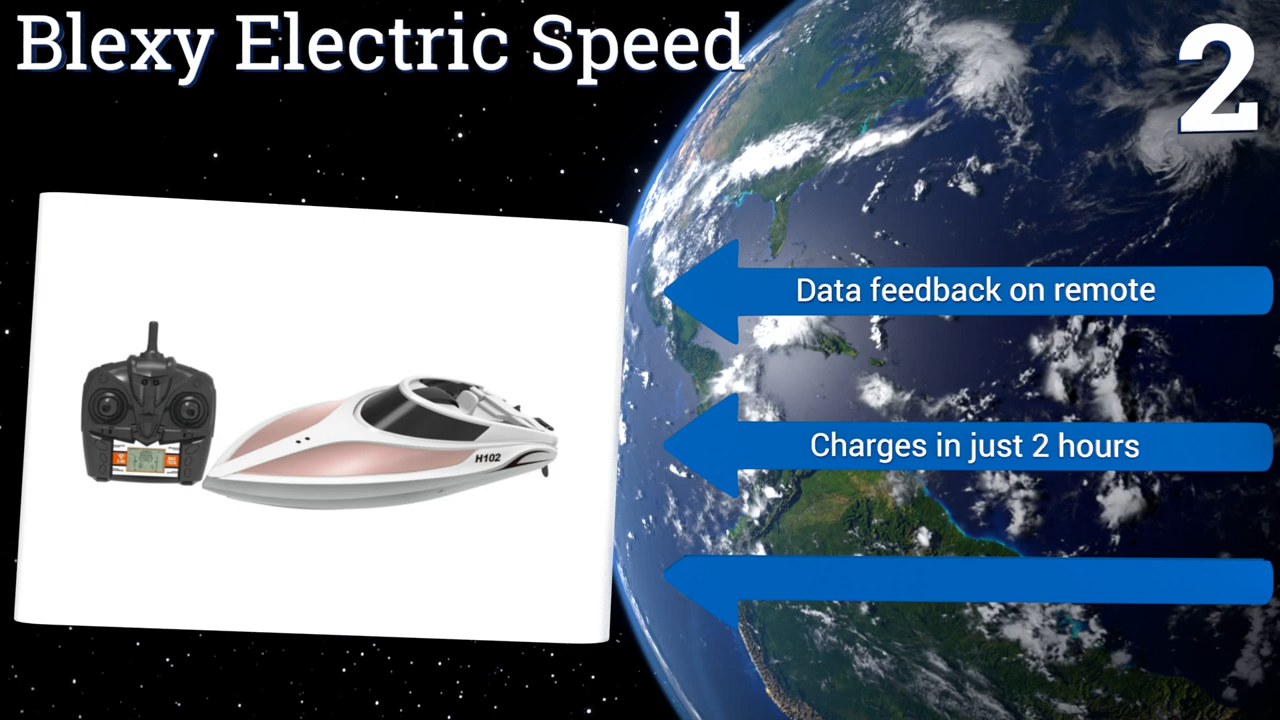 Blexy Electric Speed
2
Data feedback on remote
Charges in just 2 hours
H102